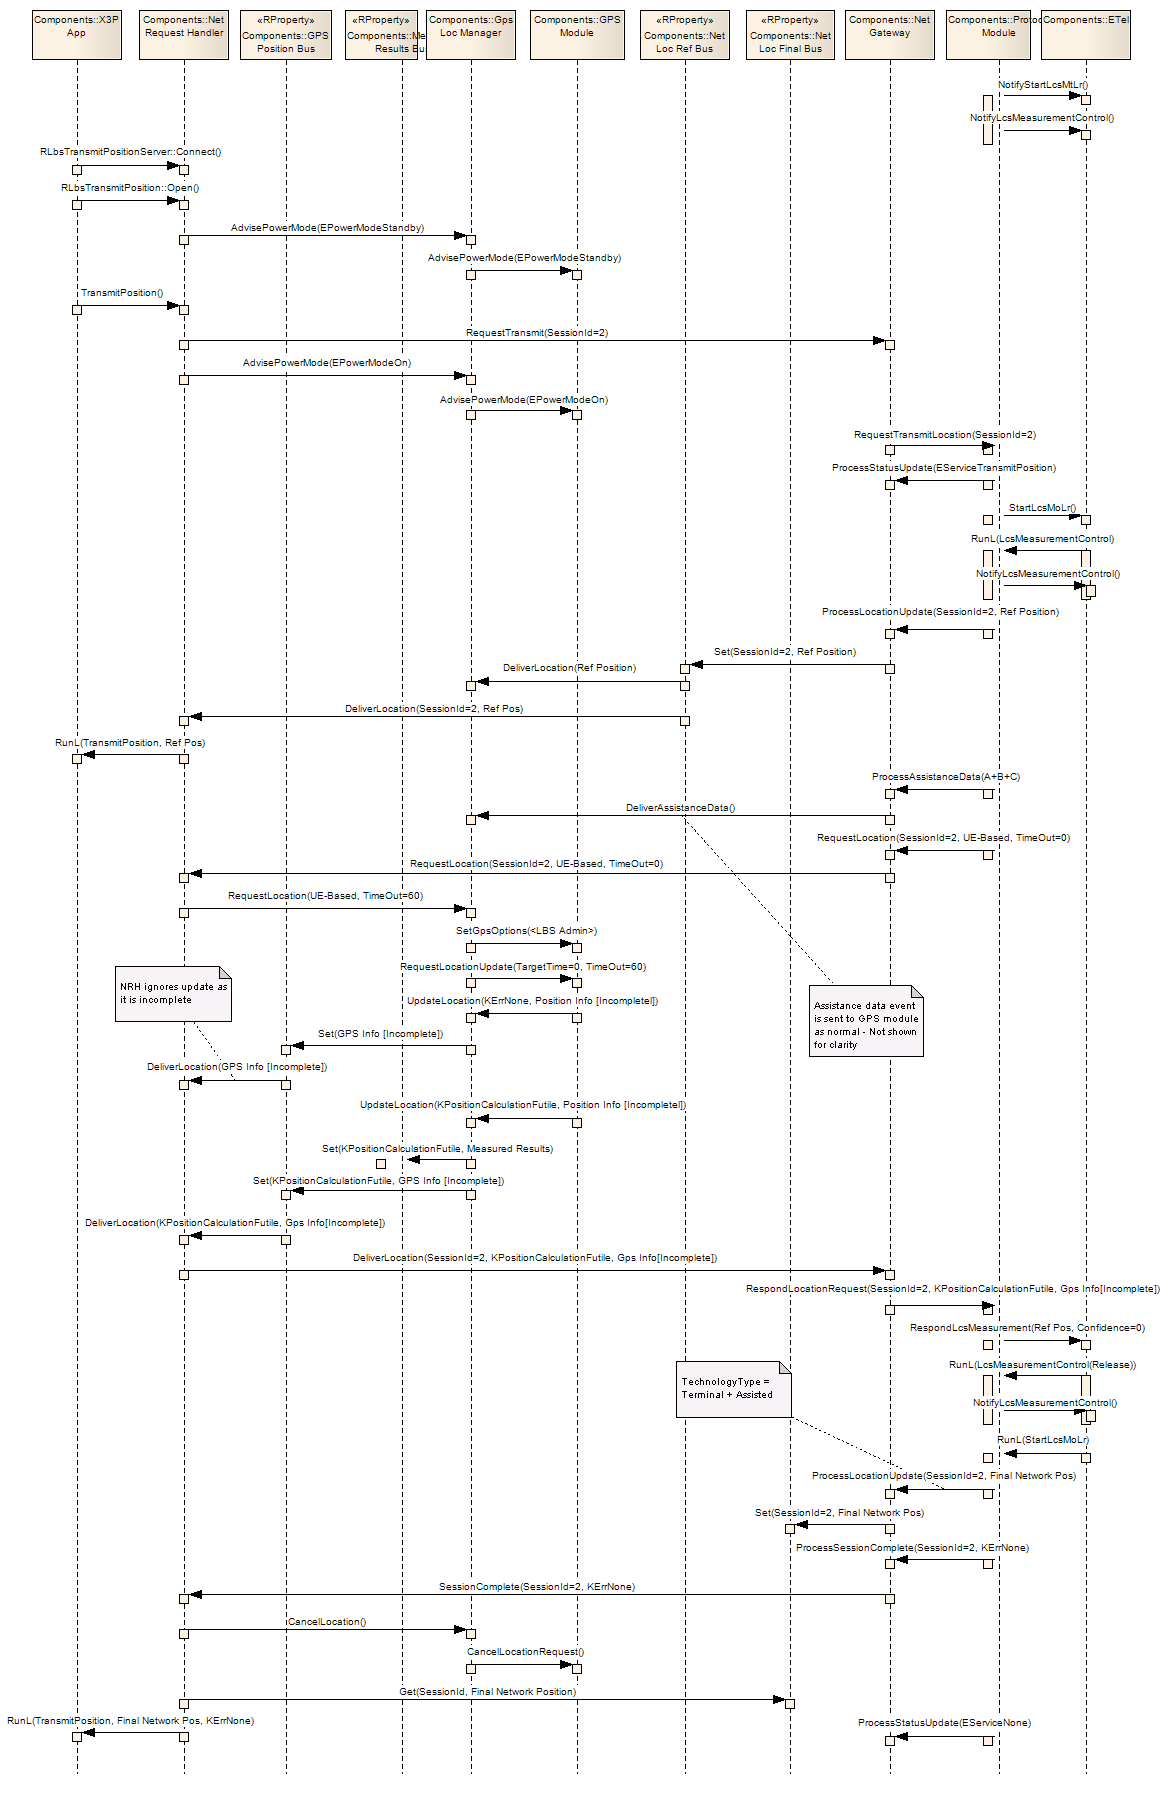 Components::X3P
App
Components::Net
Request Handler
«RProperty»
Components::GPS
Position Bus
«RProperty»
Components::Me
Results Bu
Components::Gps
Loc Manager
Components::GPS
Module
«RProperty»
Components::Net
Loc Ref Bus
«RProperty»
Components::Net
Loc Final Bus
Components::Net
Gateway
Components::Protoc
Module
Components::ETel
NotifyStartLcsMtLr()
NotifyLcsMeasurementControl()
RLbsTransmitPositionServer::Connect()
RLbsTransmitPosition::Open()
AdvisePowerMode(EPowerModeStandby)
AdvisePowerMode(EPowerModeStandby)
TransmitPosition()
RequestTransmit(SessionId=2)
AdvisePowerMode(EPowerModeOn)
AdvisePowerMode(EPowerModeOn)
RequestTransmitLocation(SessionId=2)
ProcessStatusUpdate(EServiceTransmitPosition)
StartLcsMoLr()
RunL(LcsMeasurementControl)
NotifyLcsMeasurementControl()
ProcessLocationUpdate(SessionId=2, Ref Position)
Set(SessionId=2, Ref Position)
DeliverLocation(Ref Position)
DeliverLocation(SessionId=2, Ref Pos)
RunL(TransmitPosition, Ref Pos)
ProcessAssistanceData(A+B+C)
DeliverAssistanceData()
RequestLocation(SessionId=2, UE-Based, TimeOut=0)
RequestLocation(SessionId=2, UE-Based, TimeOut=0)
RequestLocation(UE-Based, TimeOut=60)
SetGpsOptions(<LBS Admin>)
RequestLocationUpdate(TargetTime=0, TimeOut=60)
NRH ignores update as
it is incomplete
UpdateLocation(KErrNone, Position Info [Incompletel])
Assistance data event
is sent to GPS module
as normal - Not shown
for clarity
Set(GPS Info [Incomplete])
DeliverLocation(GPS Info [Incomplete])
UpdateLocation(KPositionCalculationFutile, Position Info [Incompletel])
Set(KPositionCalculationFutile, Measured Results)
Set(KPositionCalculationFutile, GPS Info [Incomplete])
DeliverLocation(KPositionCalculationFutile, Gps Info[Incomplete])
DeliverLocation(SessionId=2, KPositionCalculationFutile, Gps Info[Incomplete])
RespondLocationRequest(SessionId=2, KPositionCalculationFutile, Gps Info[Incomplete])
RespondLcsMeasurement(Ref Pos, Confidence=0)
RunL(LcsMeasurementControl(Release))
TechnologyType =
Terminal + Assisted
NotifyLcsMeasurementControl()
RunL(StartLcsMoLr)
ProcessLocationUpdate(SessionId=2, Final Network Pos)
Set(SessionId=2, Final Network Pos)
ProcessSessionComplete(SessionId=2, KErrNone)
SessionComplete(SessionId=2, KErrNone)
CancelLocation()
CancelLocationRequest()
Get(SessionId, Final Network Position)
RunL(TransmitPosition, Final Network Pos, KErrNone)
ProcessStatusUpdate(EServiceNone)